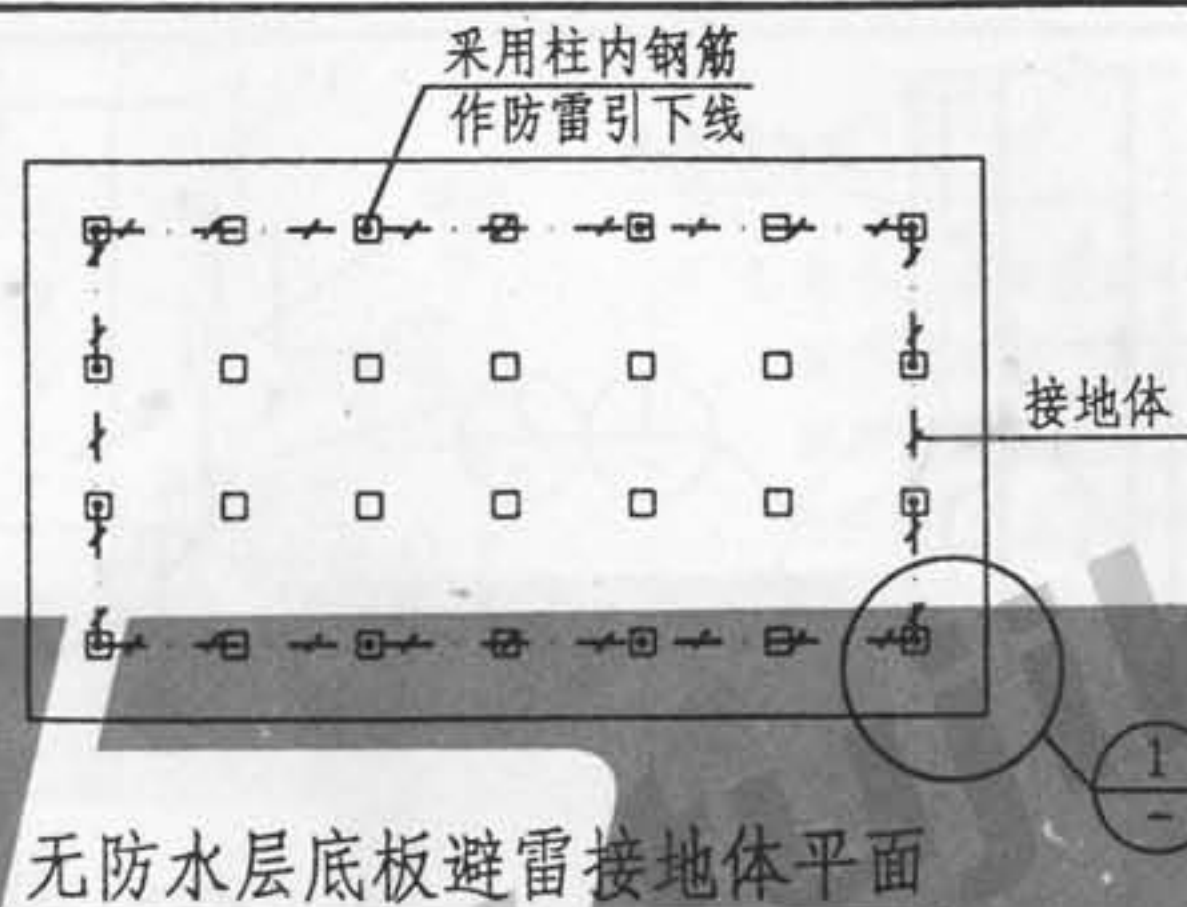 采用柱内钢筋
作防雷引下线
接地体
1
-
无防水层底板避雷接地体平面